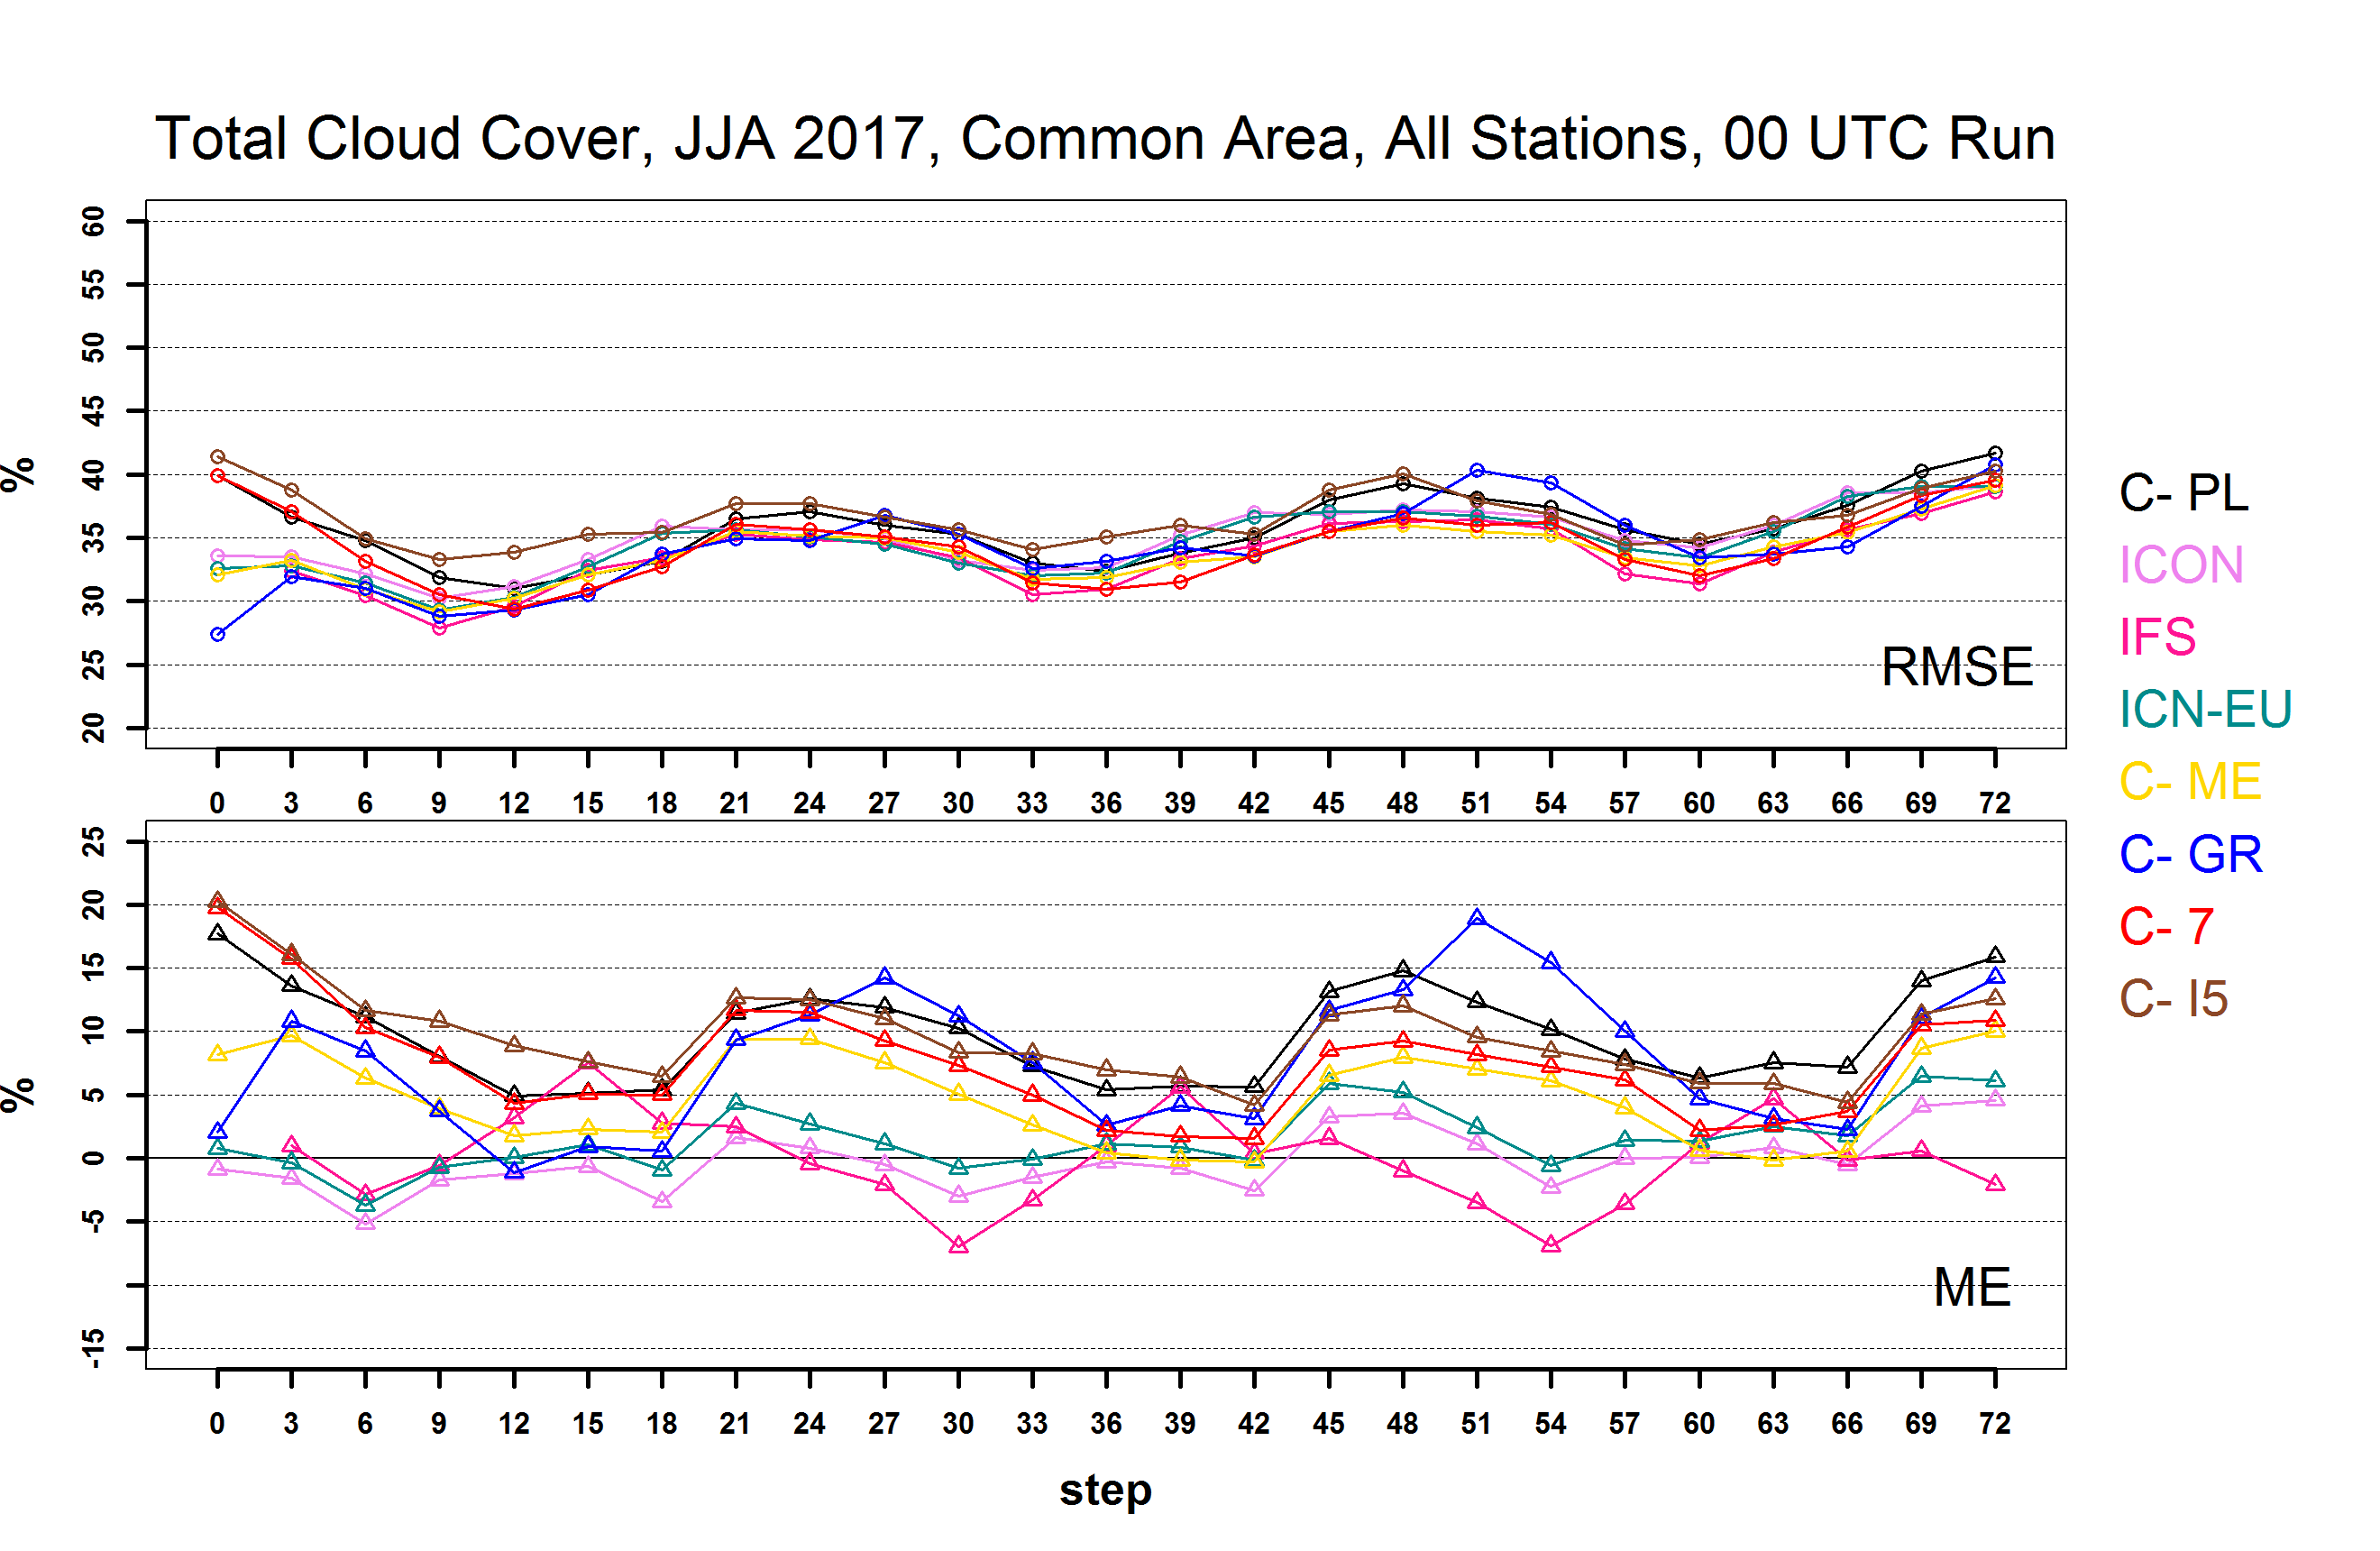 Total Cloud Cover, JJA 2017, Common Area, All Stations, 00 UTC Run
60
55
50
45
40
35
30
25
20
%
RMSE
0 3 6 9 12 15 18 21 24 27 30 33 36 39 42 45 48 51 54 57 60 63 66 69 72
25
20
15
10
5
0
-5
-15
%
ME
0 3 6 9 12 15 18 21 24 27 30 33 36 39 42 45 48 51 54 57 60 63 66 69 72
step
C- PL
ICON
IFS
ICN-EU
C- ME
C- GR
C- 7
C- I5